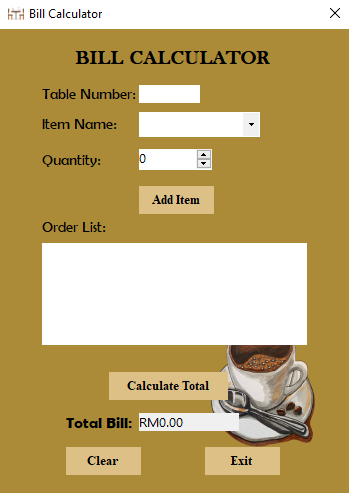 Bill Calculator
BILL CALCULATOR
Table Number:
Item Name:
Quantity: 0
Add Item
Order List:
Calculate Total
Total Bill: RM0.00
Clear Exit